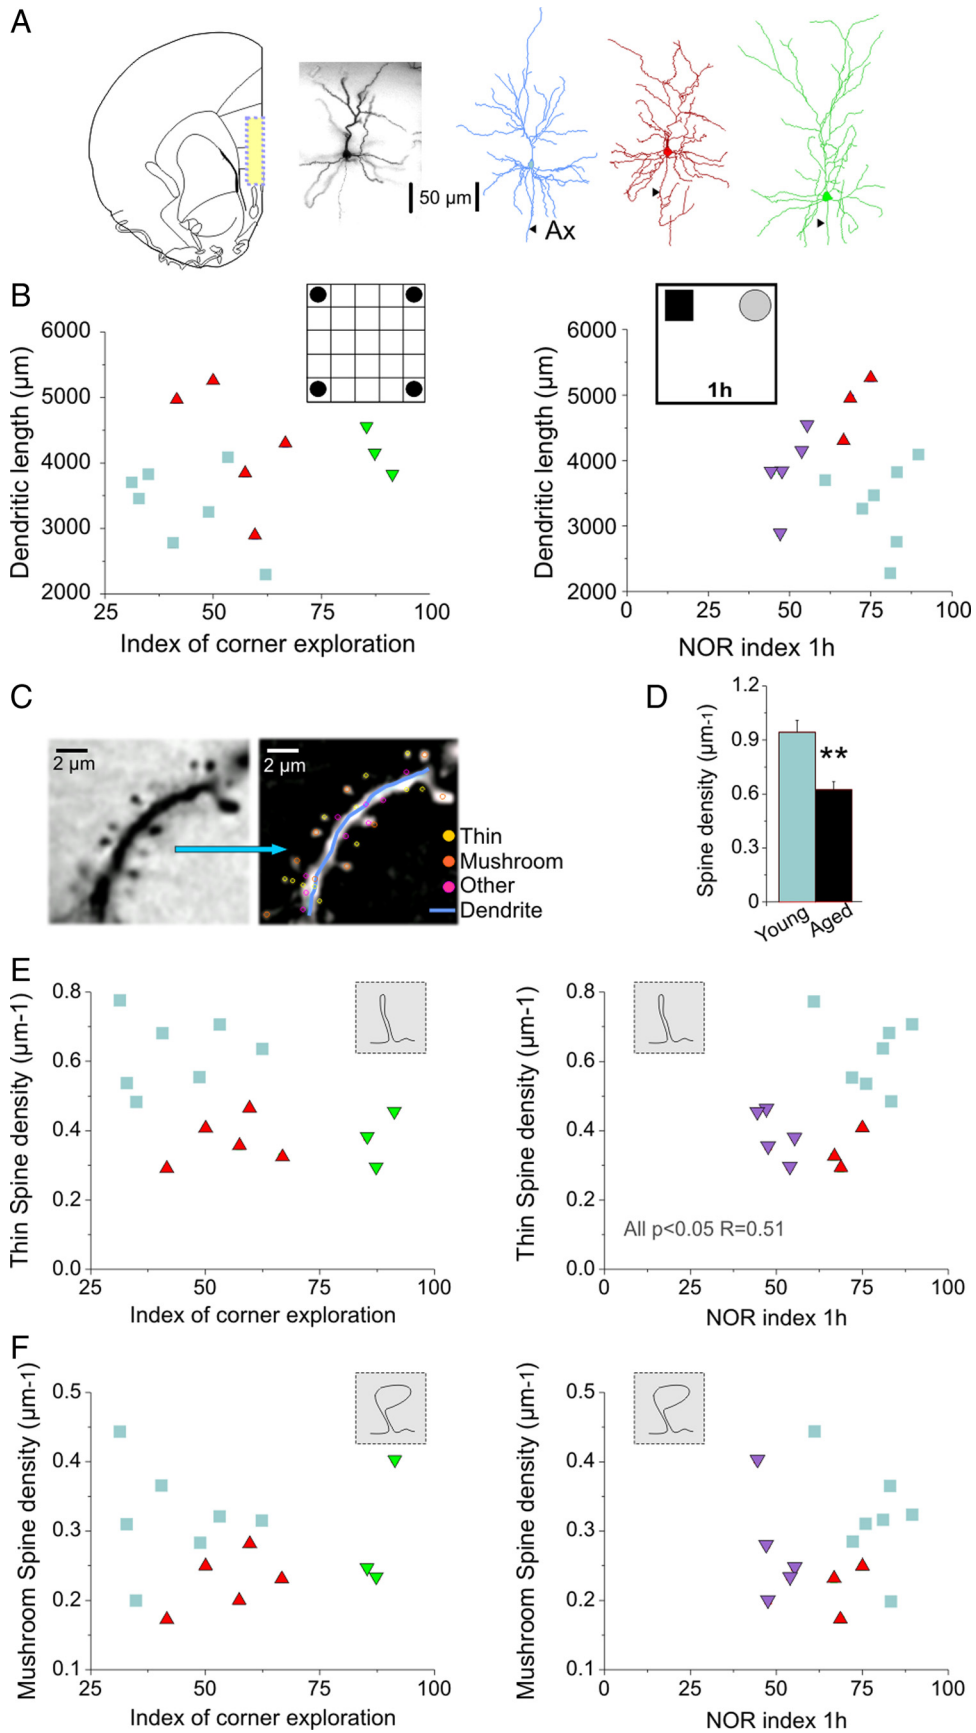 A
50 µm
Ax
B
6000
5000
4000
3000
2000
25
50
75
100
Dendritic length (µm)
Index of corner exploration
1h
6000
5000
4000
3000
2000
0
25
50
75
100
Dendritic length (µm)
NOR index 1h
C
2 µm
2 µm
Thin
Mushroom
Other
Dendrite
D
1.2
0.9
0.6
0.3
0
Spine density (µm-1)
**
Young
Aged
E
0.8
0.6
0.4
0.2
0.0
25
50
75
100
Thin Spine density (µm-1)
Index of corner exploration
0.8
0.6
0.4
0.2
0.0
0
25
50
75
100
Thin Spine density (µm-1)
All p<0.05 R=0.51
NOR index 1h
F
0.5
0.4
0.3
0.2
0.1
25
50
75
100
Mushroom Spine density (µm-1)
Index of corner exploration
0.5
0.4
0.3
0.2
0.1
0
25
50
75
100
Mushroom Spine density (µm-1)
NOR index 1h